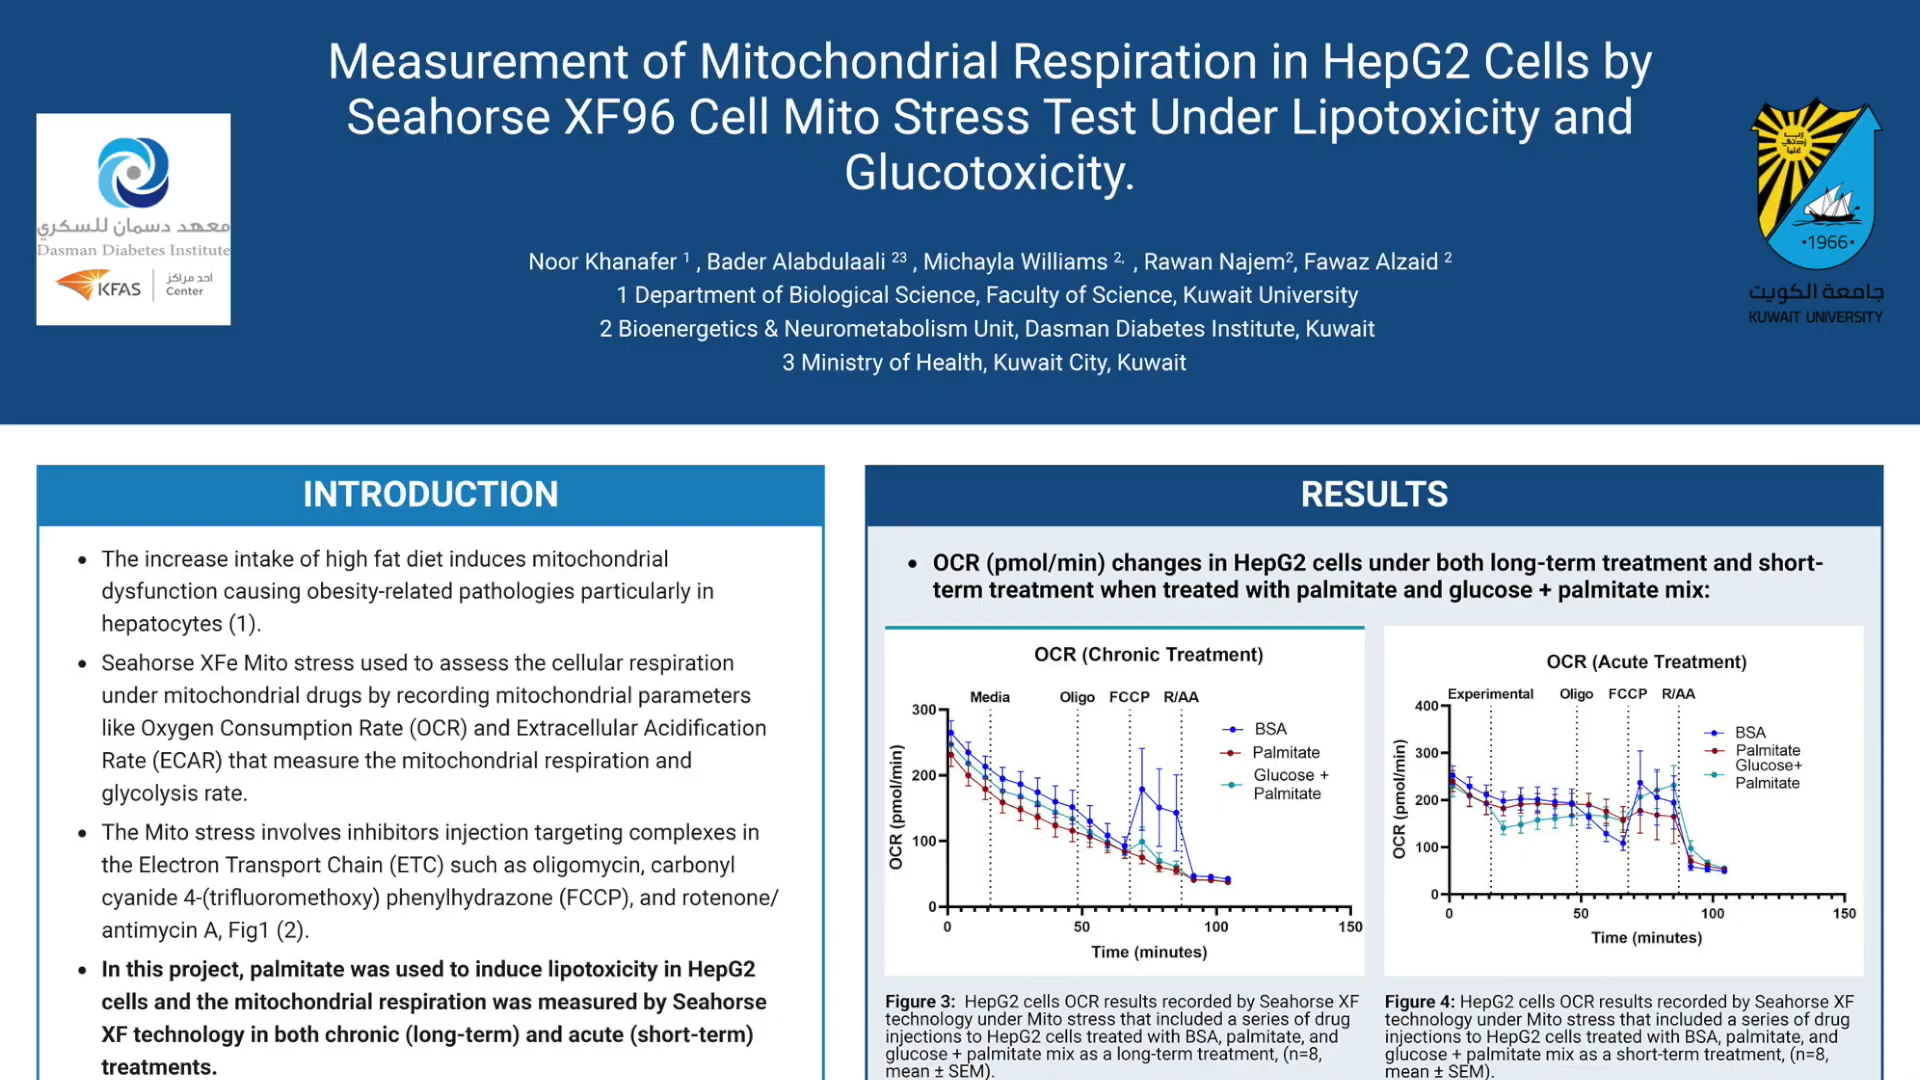 Measurement of Mitochondrial Respiration in HepG2 Cells by
Seahorse XF96 Cell Mito Stress Test Under Lipotoxicity and
Glucotoxicity.
معهد دسمان للسكري
Dasman Diabetes Institute
KFAS
أحد مراكز
Center
زدني
علما
•1966•
جامعة الكويت
KUWAIT UNIVERSITY
Noor Khanafer 1 , Bader Alabdulaali 23 , Michayla Williams 2, , Rawan Najem2, Fawaz Alzaid 2
1 Department of Biological Science, Faculty of Science, Kuwait University
2 Bioenergetics & Neurometabolism Unit, Dasman Diabetes Institute, Kuwait
3 Ministry of Health, Kuwait City, Kuwait
INTRODUCTION
• The increase intake of high fat diet induces mitochondrial
dysfunction causing obesity-related pathologies particularly in
hepatocytes (1).
• Seahorse XFe Mito stress used to assess the cellular respiration
under mitochondrial drugs by recording mitochondrial parameters
like Oxygen Consumption Rate (OCR) and Extracellular Acidification
Rate (ECAR) that measure the mitochondrial respiration and
glycolysis rate.
• The Mito stress involves inhibitors injection targeting complexes in
the Electron Transport Chain (ETC) such as oligomycin, carbonyl
cyanide 4-(trifluoromethoxy) phenylhydrazone (FCCP), and rotenone/
antimycin A, Fig1 (2).
• In this project, palmitate was used to induce lipotoxicity in HepG2
cells and the mitochondrial respiration was measured by Seahorse
XF technology in both chronic (long-term) and acute (short-term)
treatments.
RESULTS
• OCR (pmol/min) changes in HepG2 cells under both long-term treatment and short-
term treatment when treated with palmitate and glucose + palmitate mix:
OCR (Chronic Treatment)
Media Oligo FCCP R/AA
300
200
100
0
OCR (pmol/min)
BSA
Palmitate
Glucose +
Palmitate
0 50 100 150
Time (minutes)
Figure 3: HepG2 cells OCR results recorded by Seahorse XF
technology under Mito stress that included a series of drug
injections to HepG2 cells treated with BSA, palmitate, and
glucose + palmitate mix as a long-term treatment, (n=8,
mean ± SEM).
OCR (Acute Treatment)
Experimental Oligo FCCP R/AA
400
300
200
100
0
OCR (pmol/min)
BSA
Palmitate
Glucose+
Palmitate
0 50 100 150
Time (minutes)
Figure 4: HepG2 cells OCR results recorded by Seahorse XF
technology under Mito stress that included a series of drug
injections to HepG2 cells treated with BSA, palmitate, and
glucose + palmitate mix as a short-term treatment, (n=8,
mean ± SEM).